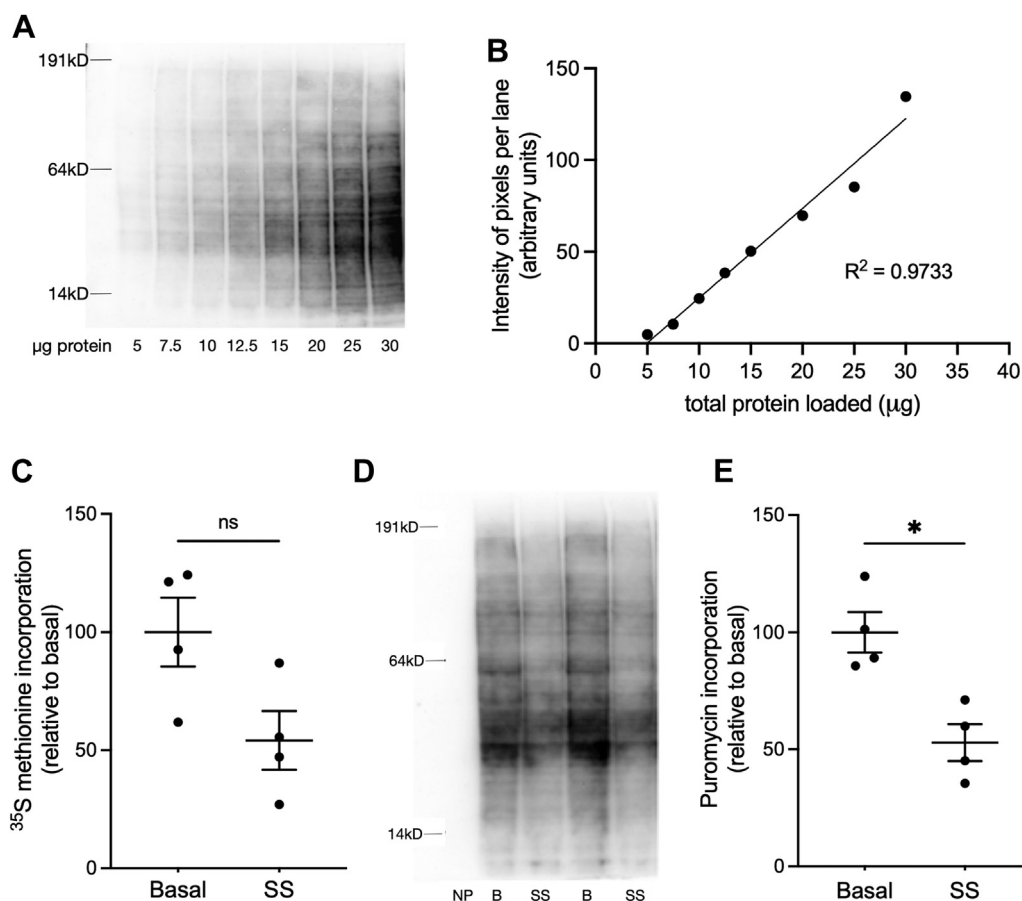 A
191kD
64kD
14kD
µg protein 5 7.5 10 12.5 15 20 25 30
B
Intensity of pixels per lane
(arbitrary units)
150
100
50
0
R² = 0.9733
0 5 10 15 20 25 30 35 40
total protein loaded (µg)
C
³⁵S methionine incorporation
(relative to basal)
150
100
50
0
ns
Basal SS
D
191kD
64kD
14kD
NP B SS B SS
E
Puromycin incorporation
(relative to basal)
150
100
50
0
*
Basal SS